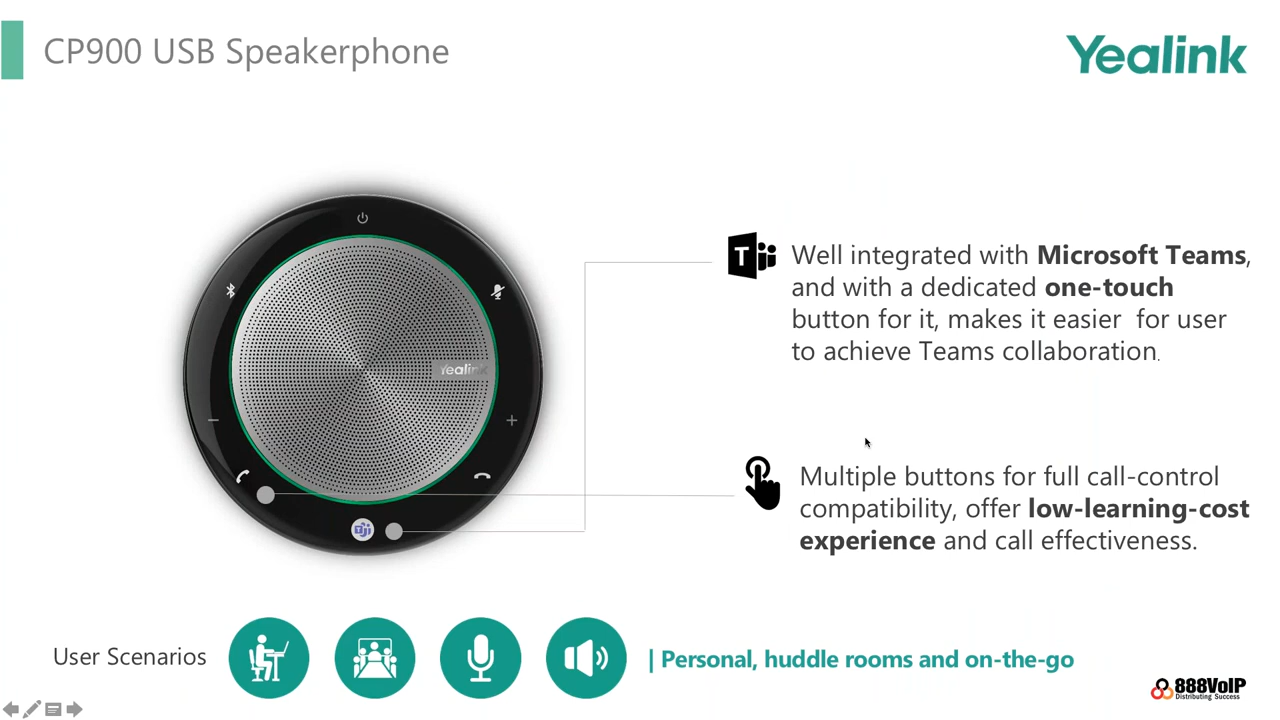 CP900 USB Speakerphone
Yealink
Yealink
T
Well integrated with Microsoft Teams,
and with a dedicated one-touch
button for it, makes it easier for user
to achieve Teams collaboration.
Multiple buttons for full call-control
compatibility, offer low-learning-cost
experience and call effectiveness.
User Scenarios
| Personal, huddle rooms and on-the-go
888VoIP
Distributing Success